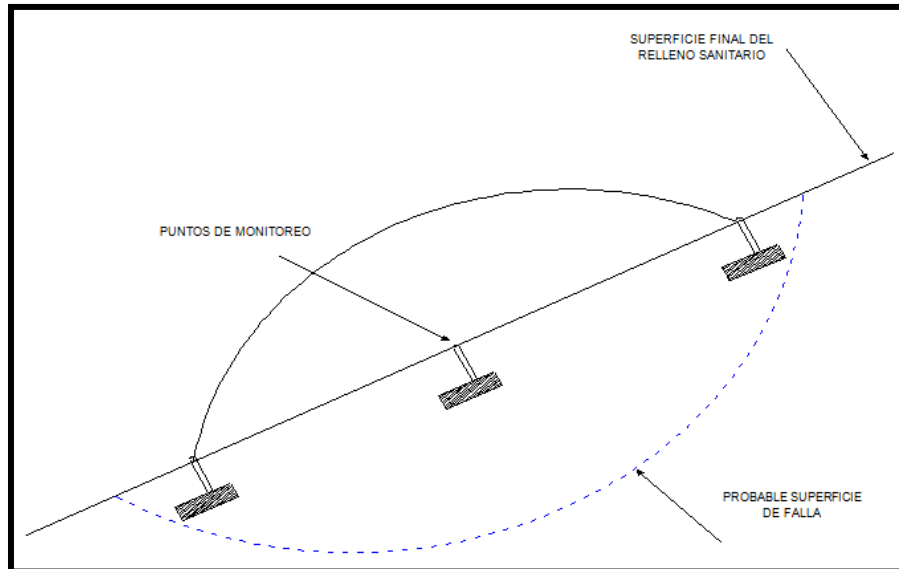 SUPERFICIE FINAL DEL
RELLENO SANITARIO
PUNTOS DE MONITOREO
PROBABLE SUPERFICIE
DE FALLA